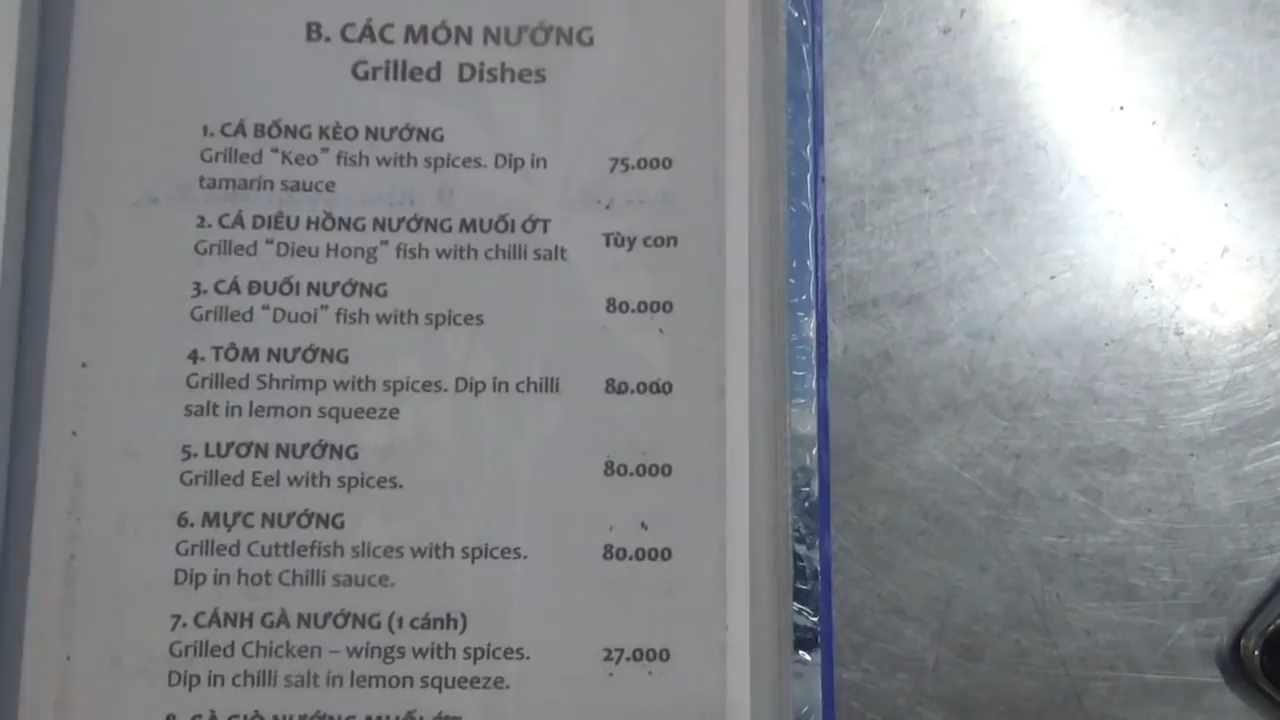 B. CÁC MÓN NƯỚNG
Grilled Dishes
1. CÁ BỐNG KÈO NƯỚNG
Grilled “Keo” fish with spices. Dip in
tamarin sauce
75.000
2. CÁ DIÊU HỒNG NƯỚNG MUỐI ỚT
Grilled “Dieu Hong” fish with chilli salt
Tùy con
3. CÁ ĐUỐI NƯỚNG
Grilled “Duoi” fish with spices
80.000
4. TÔM NƯỚNG
Grilled Shrimp with spices. Dip in chilli
salt in lemon squeeze
80.000
5. LƯƠN NƯỚNG
Grilled Eel with spices.
80.000
6. MỰC NƯỚNG
Grilled Cuttlefish slices with spices.
Dip in hot Chilli sauce.
80.000
7. CÁNH GÀ NƯỚNG (1 cánh)
Grilled Chicken – wings with spices.
Dip in chilli salt in lemon squeeze.
27.000